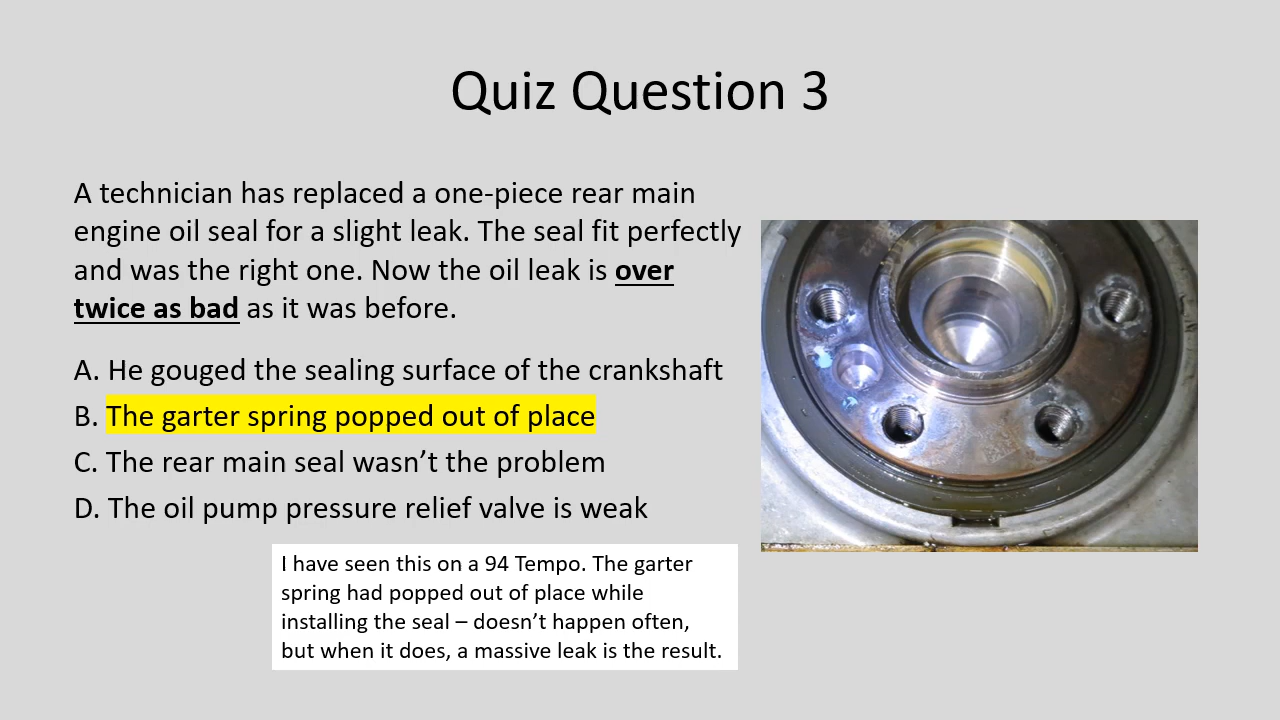 Quiz Question 3
A technician has replaced a one-piece rear main
engine oil seal for a slight leak. The seal fit perfectly
and was the right one. Now the oil leak is over
twice as bad as it was before.
A. He gouged the sealing surface of the crankshaft
B. The garter spring popped out of place
C. The rear main seal wasn’t the problem
D. The oil pump pressure relief valve is weak
I have seen this on a 94 Tempo. The garter
spring had popped out of place while
installing the seal – doesn’t happen often,
but when it does, a massive leak is the result.